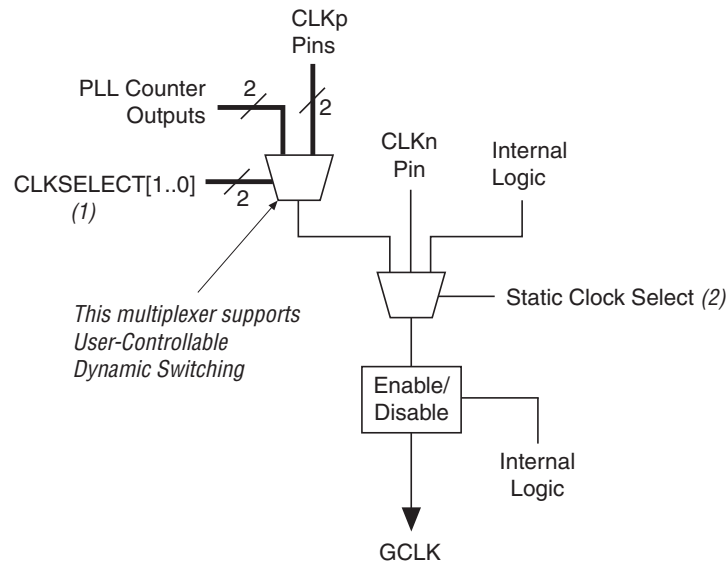 CLKp
Pins
PLL Counter
Outputs
2
2
CLKn
Pin
Internal
Logic
CLKSELECT[1..0]
(1)
2
This multiplexer supports
User-Controllable
Dynamic Switching
Static Clock Select (2)
Enable/
Disable
Internal
Logic
GCLK